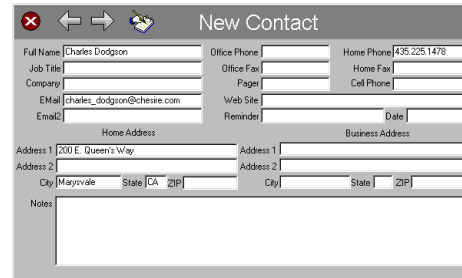 New Contact
Full Name Charles Dodgson Office Phone Home Phone 435.225.1478
Job Title Office Fax Home Fax
Company Pager Cell Phone
EMail charles_dodgson@chesire.com Web Site
Email2 Reminder Date
Home Address Business Address
Address 1 200 E. Queen's Way Address 1
Address 2 Address 2
City Marysvale State CA ZIP City State ZIP
Notes